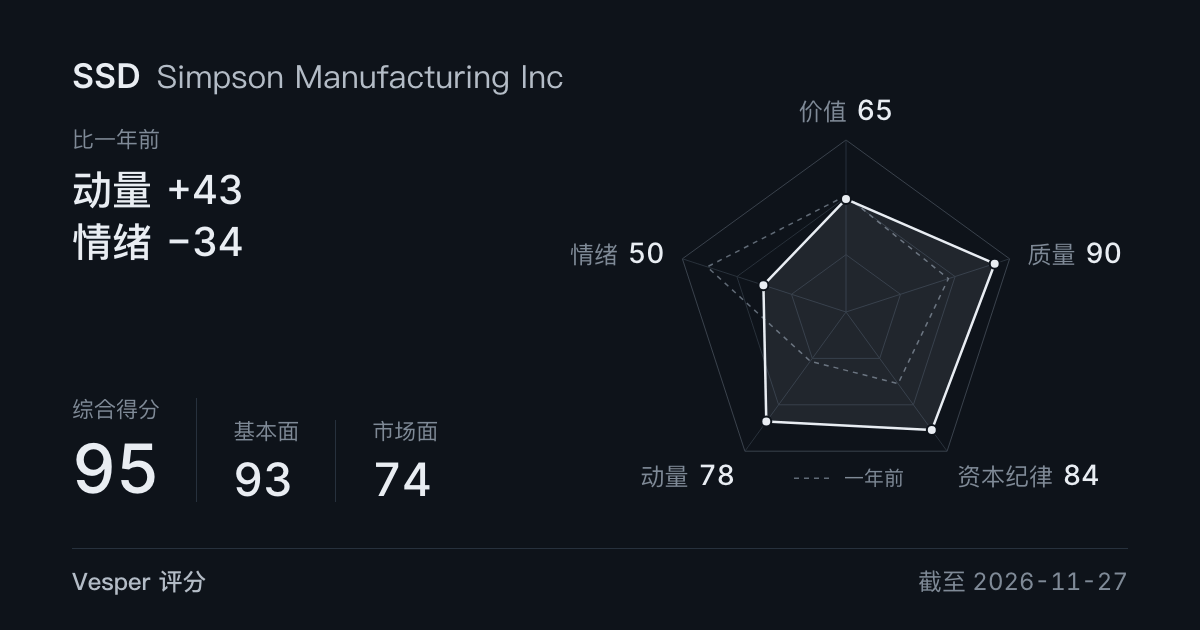 SSD Simpson Manufacturing Inc
比一年前
动量 +43
情绪 −34
价值 65
情绪 50
质量 90
动量 78
一年前
资本纪律 84
综合得分
95
基本面
93
市场面
74
Vesper 评分
截至 2026-11-27